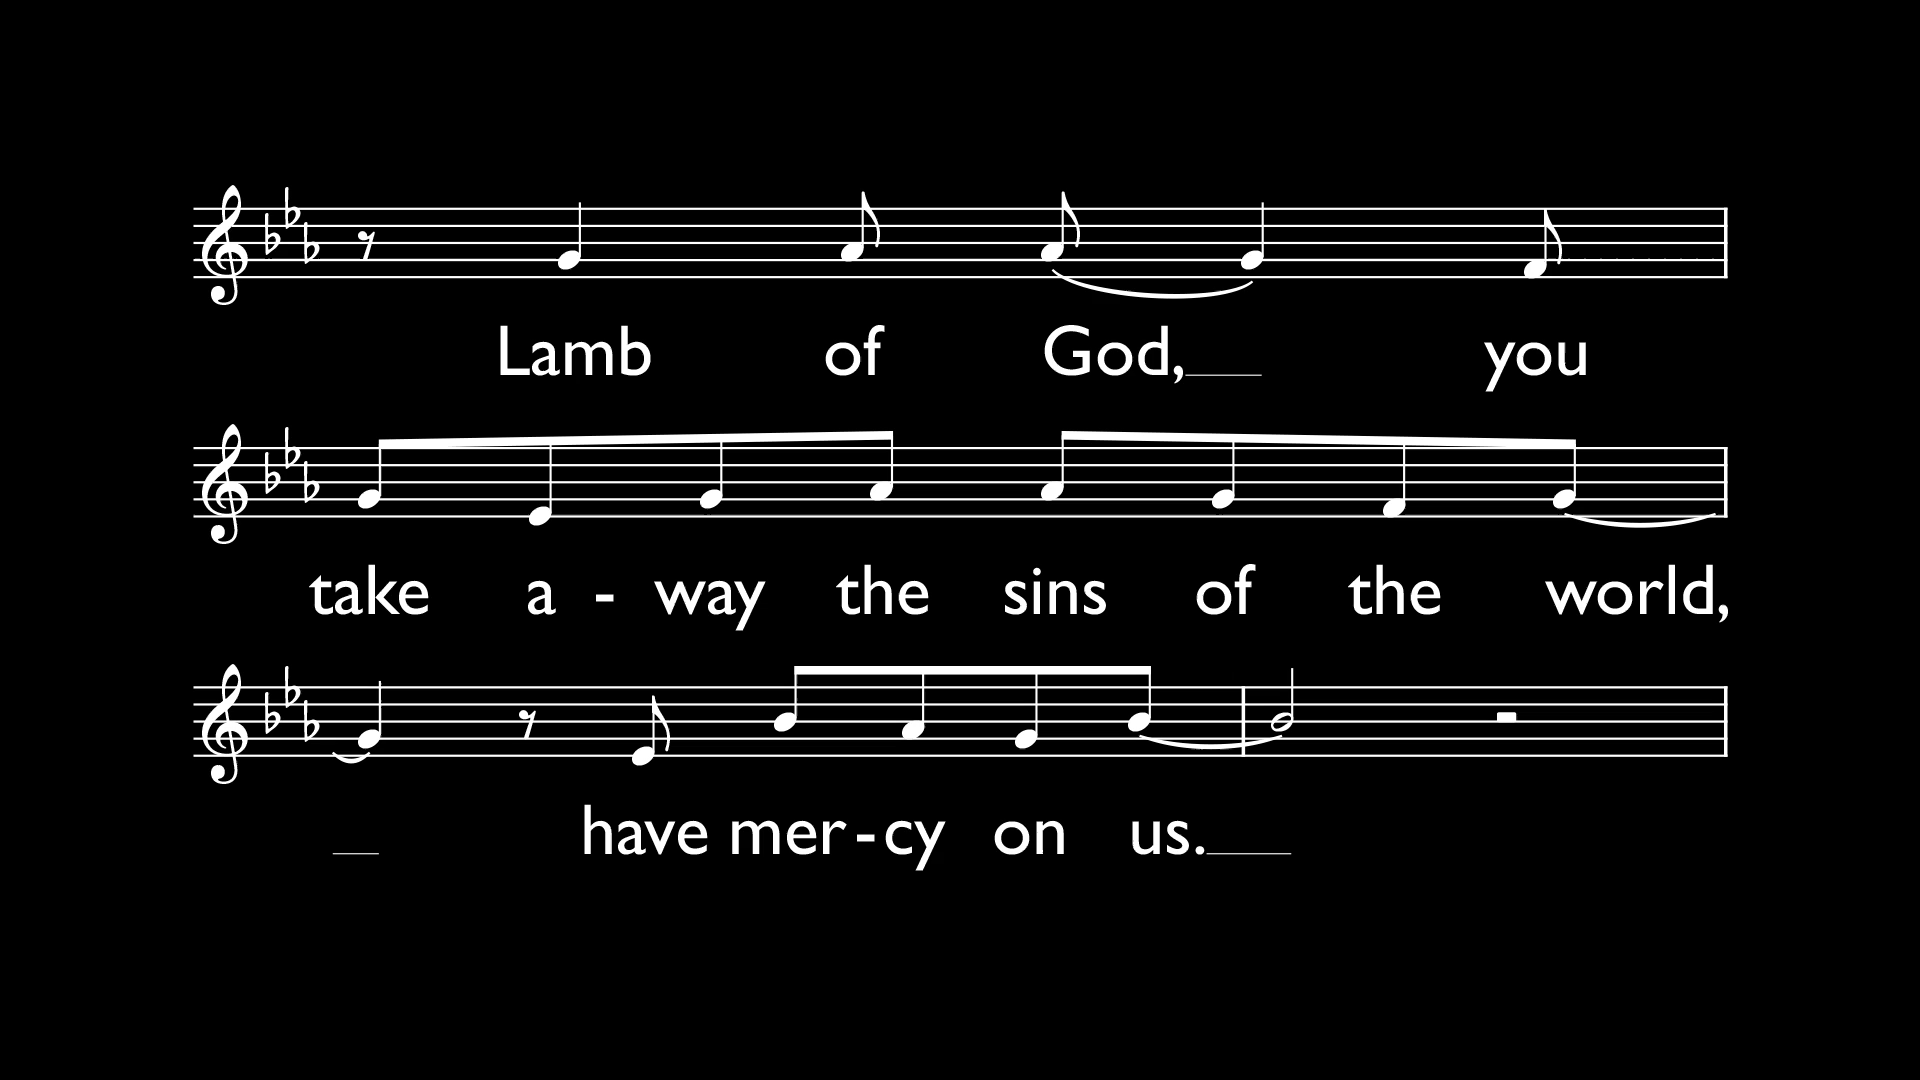 Lamb of God, you
take a - way the sins of the world,
have mer - cy on us.